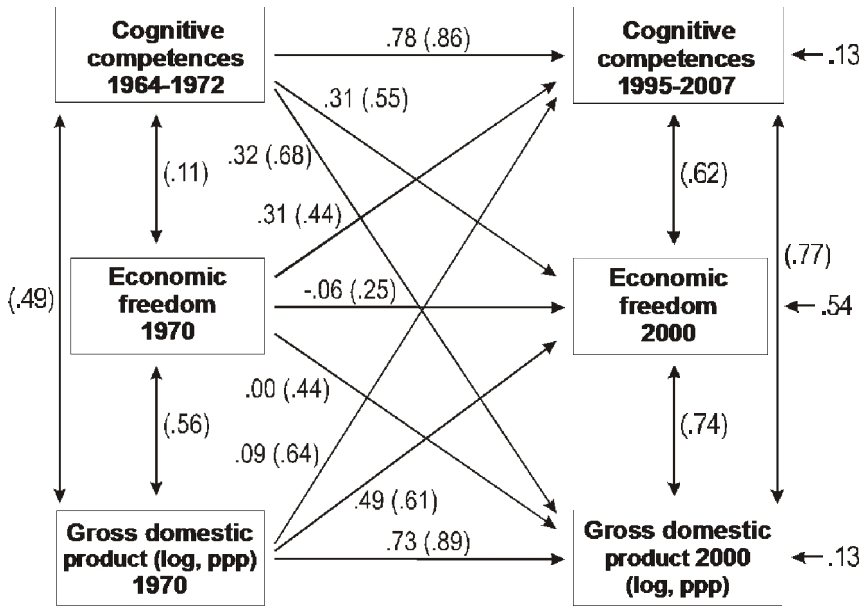 Cognitive
competences
1964-1972
.78 (.86)
Cognitive
competences
1995-2007
.13
.31 (.55)
.32 (.68)
(.11)
(.62)
.31 (.44)
(.77)
Economic
freedom
1970
(.49)
-.06 (.25)
Economic
freedom
2000
.54
.00 (.44)
(.56)
(.74)
.09 (.64)
.49 (.61)
Gross domestic
product (log, ppp)
1970
.73 (.89)
Gross domestic
product 2000
(log, ppp)
.13